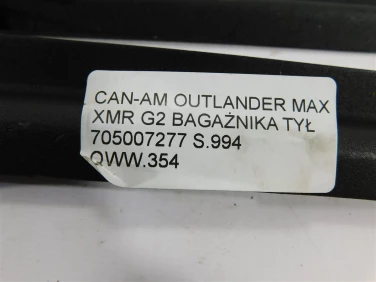 CAN-AM OUTLANDER MAX
XMR G2 BAGAŻNIKA TYŁ
705007277 S.994
QWW.354